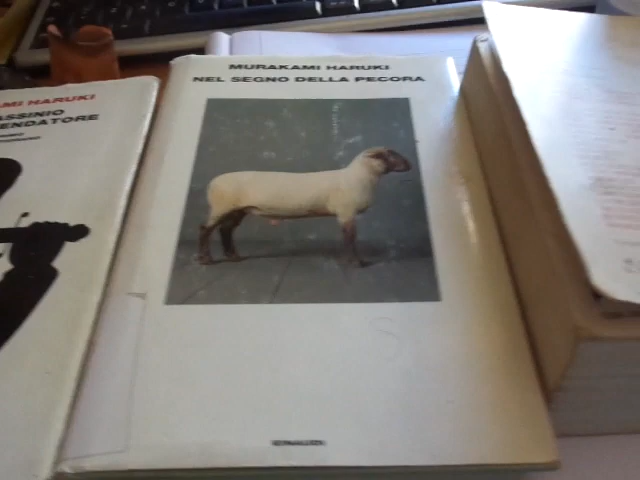 MURAKAMI HARUKI
NEL SEGNO DELLA PECORA
EINAUDI
MI HARUKI
ASSINIO
ENDATORE